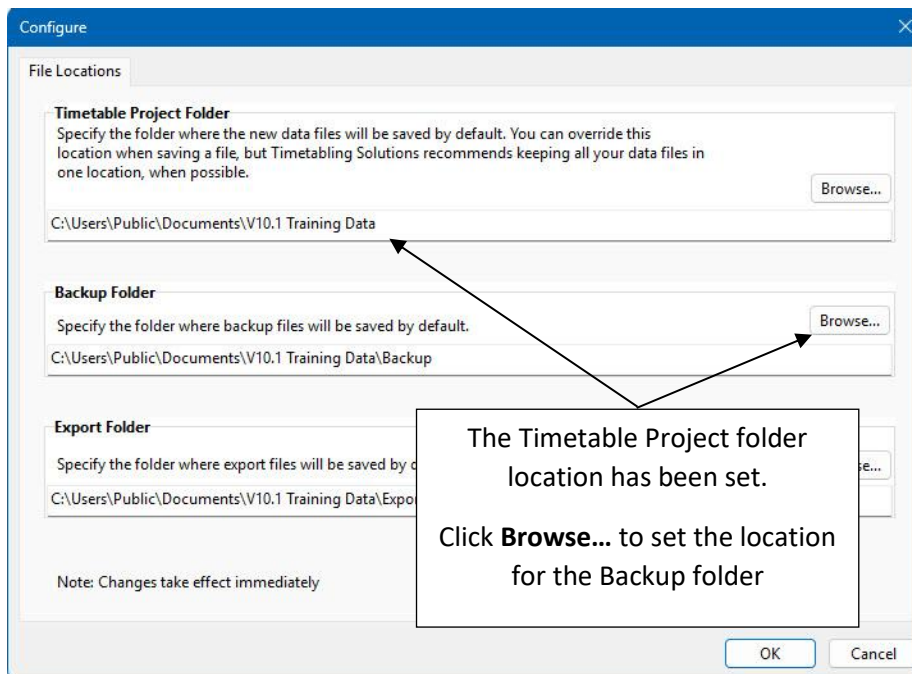 Configure
File Locations
Timetable Project Folder
Specify the folder where the new data files will be saved by default. You can override this
location when saving a file, but Timetabling Solutions recommends keeping all your data files in
one location, when possible.
Browse...
C:\Users\Public\Documents\V10.1 Training Data
Backup Folder
Specify the folder where backup files will be saved by default.
Browse...
C:\Users\Public\Documents\V10.1 Training Data\Backup
Export Folder
Specify the folder where export files will be saved by
C:\Users\Public\Documents\V10.1 Training Data\
The Timetable Project folder
location has been set.
Click Browse… to set the location
for the Backup folder
Note: Changes take effect immediately
OK
Cancel